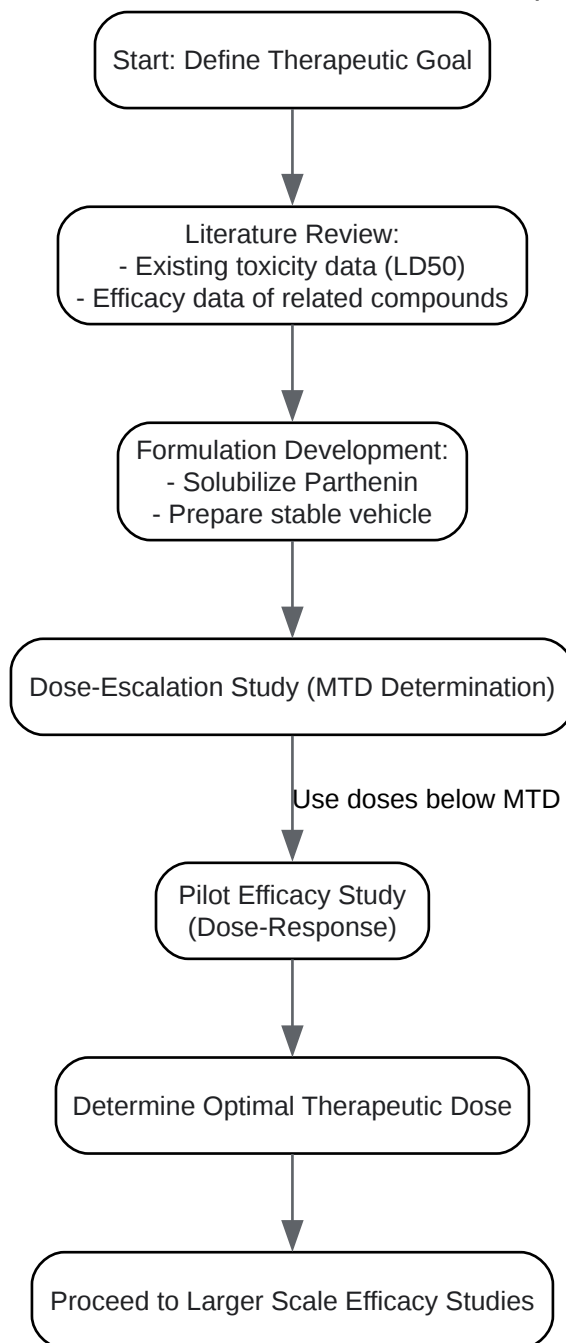 Start: Define Therapeutic Goal
Literature Review:
- Existing toxicity data (LD50)
- Efficacy data of related compounds
Formulation Development:
- Solubilize Parthenin
- Prepare stable vehicle
Dose-Escalation Study (MTD Determination)
Use doses below MTD
Pilot Efficacy Study
(Dose-Response)
Determine Optimal Therapeutic Dose
Proceed to Larger Scale Efficacy Studies